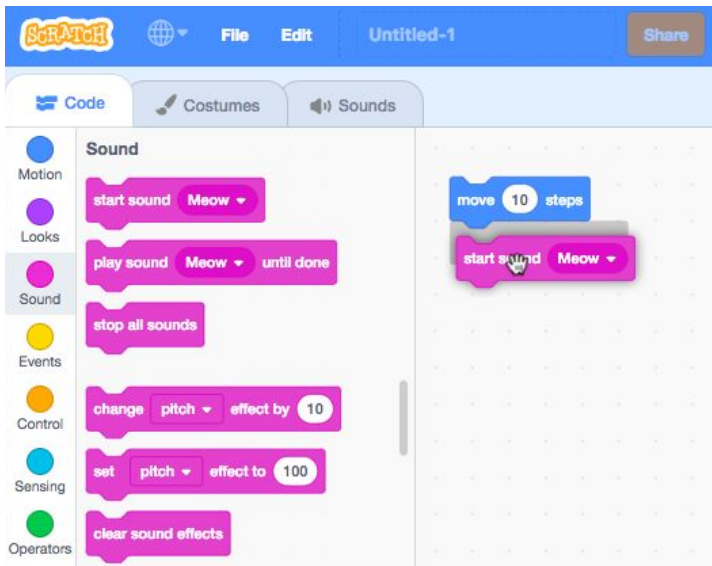 SCRATCH File Edit Untitled-1 Share
Code Costumes Sounds
Motion
Looks
Sound
Events
Control
Sensing
Operators
Sound
start sound Meow
play sound Meow until done
stop all sounds
change pitch effect by 10
set pitch effect to 100
clear sound effects
move 10 steps
start sound Meow